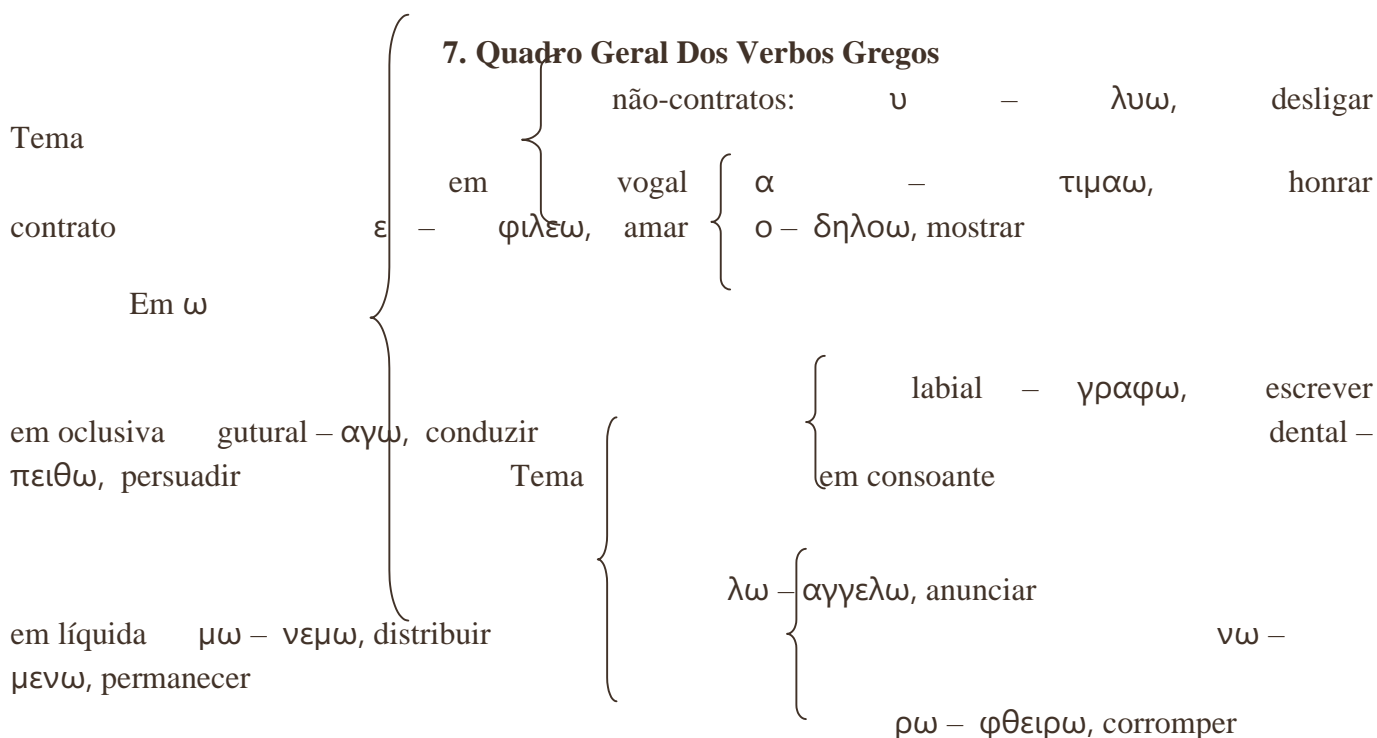 7. Quadro Geral Dos Verbos Gregos
não-contratos: υ – λυω, desligar
Tema
em vogal α – τιμαω, honrar
contrato ε – φιλεω, amar ο – δηλοω, mostrar
Em ω
labial – γραφω, escrever
em oclusiva gutural – αγω, conduzir dental –
πειθω, persuadir Tema em consoante
λω – αγγελω, anunciar
em líquida μω – νεμω, distribuir νω –
μενω, permanecer
ρω – φθειρω, corromper